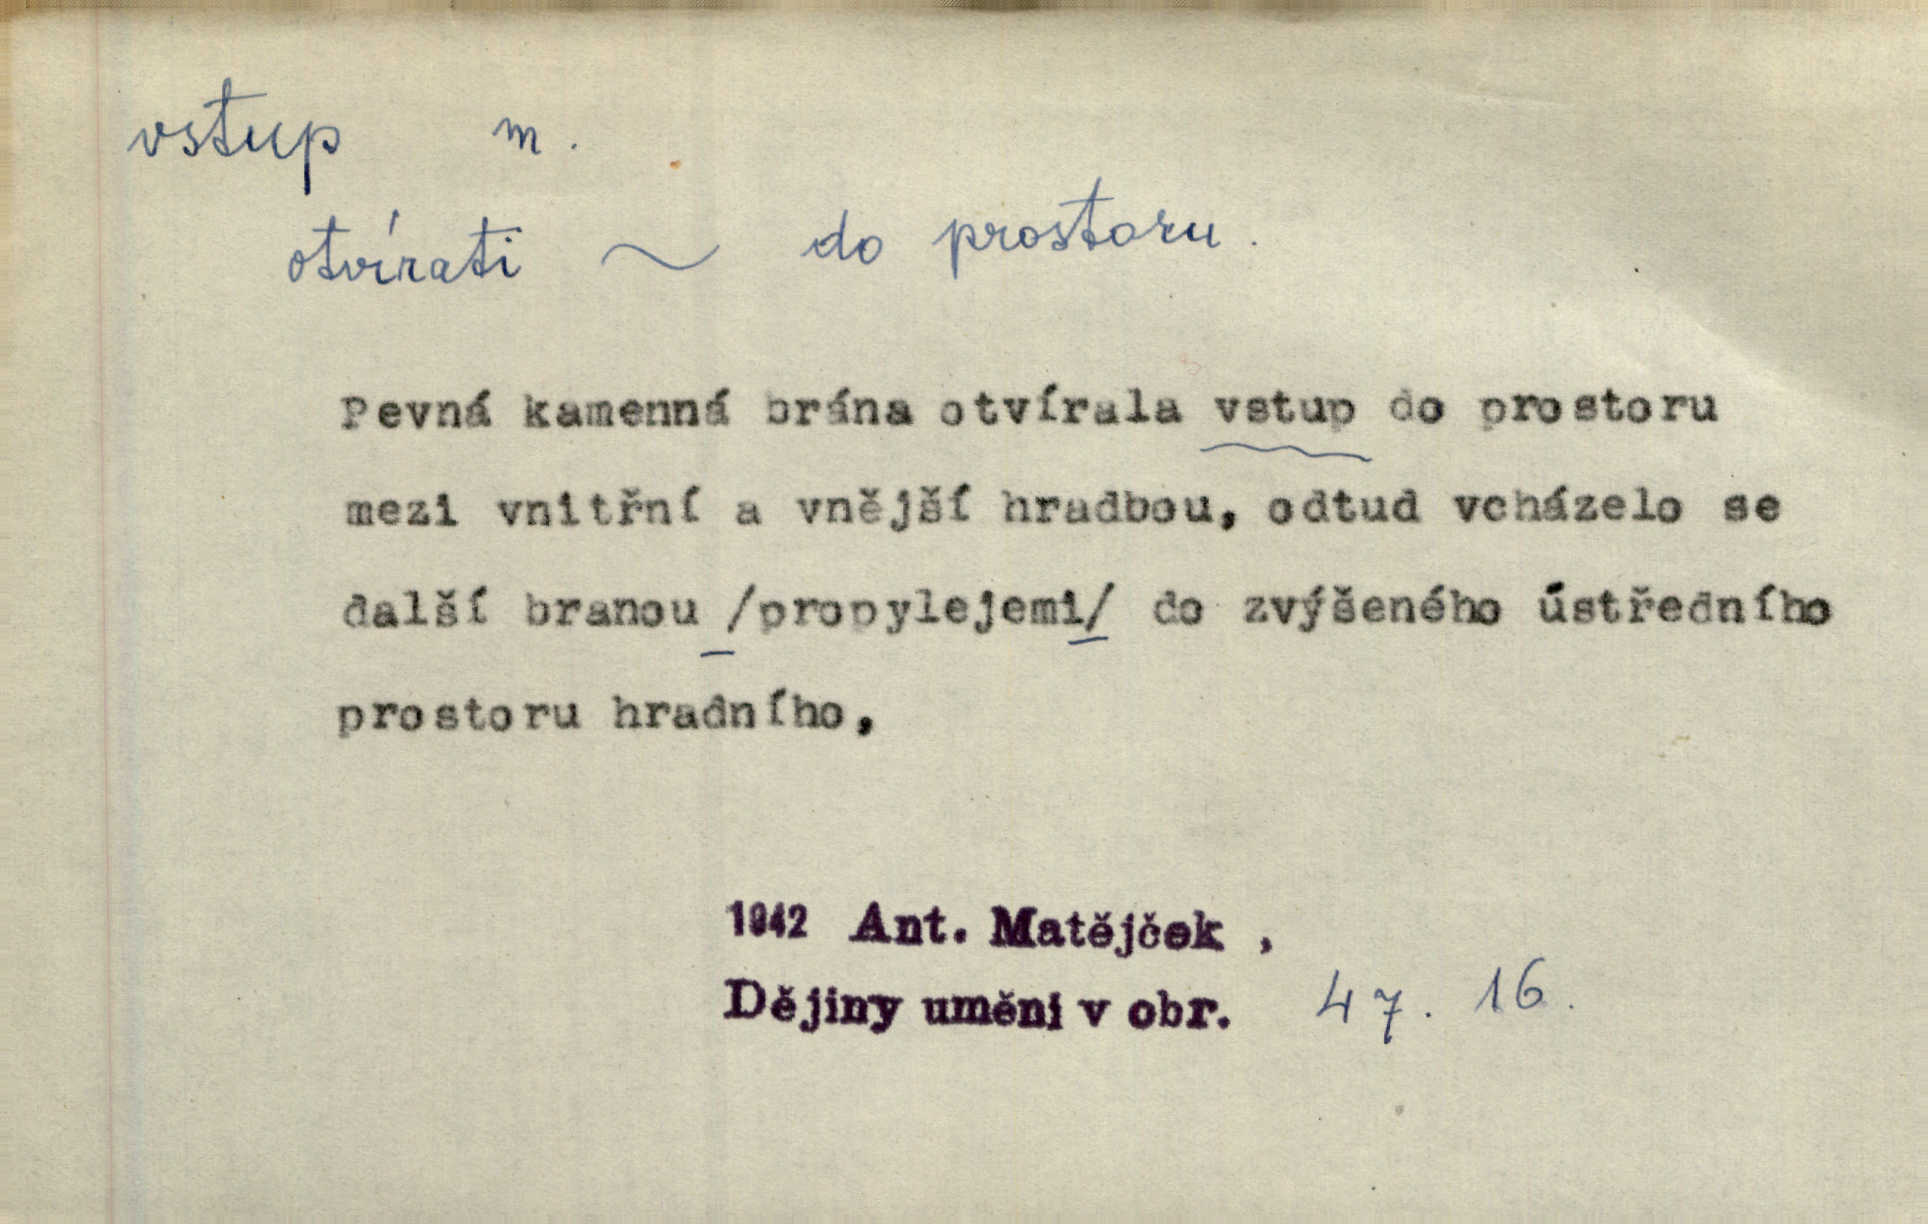 vstup m.
otvírati ~ do prostoru.
Pevná kamenná brána otvírala vstup do prostoru
mezi vnitřní a vnější hradbou, odtud vcházelo se
další branou /propylejemi/ do zvýšeného ústředního
prostoru hradního,
1942 Ant. Matějček ,
Dějiny uměni v obr. 47. 16.